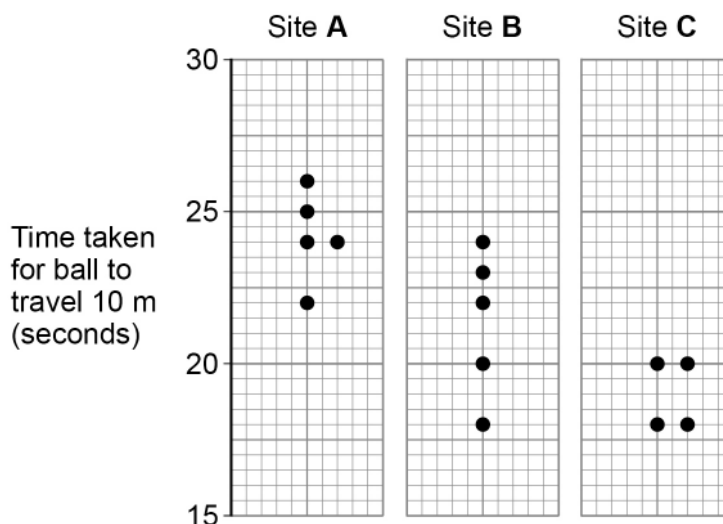 Site A
Site B
Site C
30
25
20
15
Time taken
for ball to
travel 10 m
(seconds)